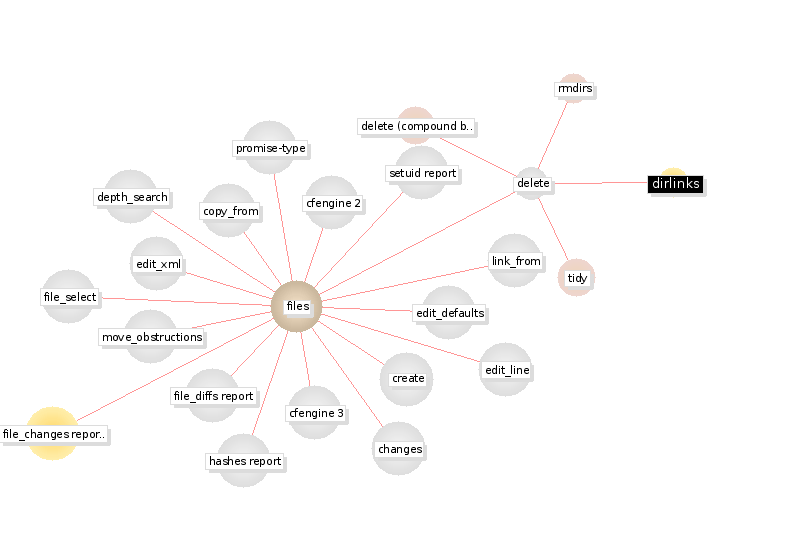 rmdirs
delete (compound b..
promise-type
setuid report
delete
dirlinks
depth_search
copy_from
cfengine 2
edit_xml
link_from
tidy
file_select
files
edit_defaults
move_obstructions
edit_line
create
file_diffs report
cfengine 3
file_changes repor..
changes
hashes report